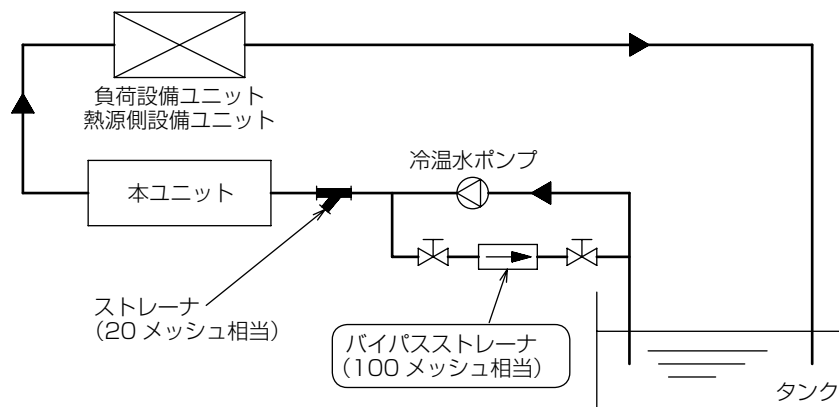 負荷設備ユニット
熱源側設備ユニット
冷温水ポンプ
本ユニット
ストレーナ
（20 メッシュ相当）
バイパスストレーナ
（100 メッシュ相当）
タンク